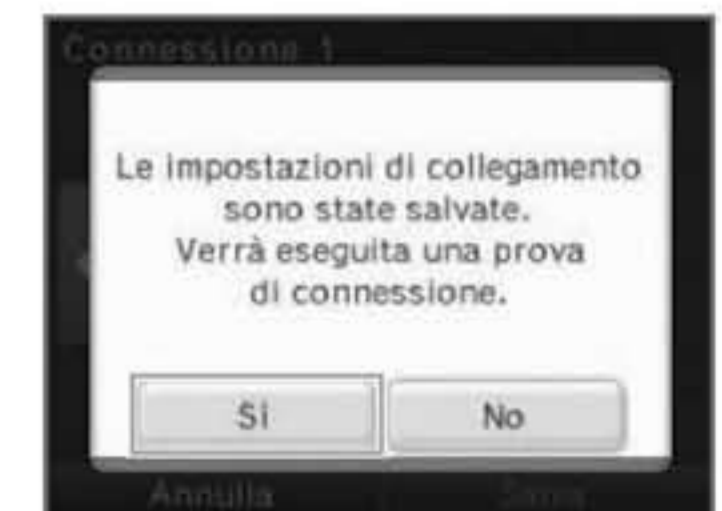 Connessione 1
Le impostazioni di collegamento
sono state salvate.
Verrà eseguita una prova
di connessione.
Sì
No
Annulla